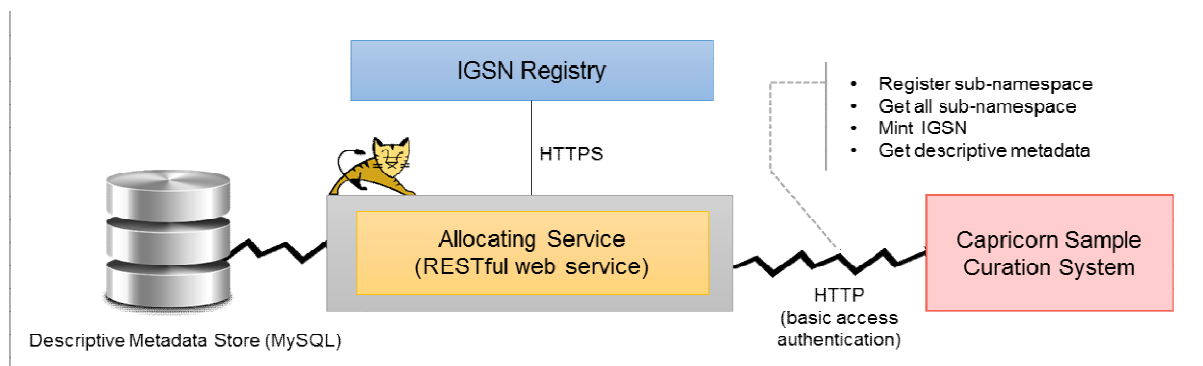 IGSN Registry
HTTPS
• Register sub-namespace
• Get all sub-namespace
• Mint IGSN
• Get descriptive metadata
Allocating Service
(RESTful web service)
Capricorn Sample
Curation System
HTTP
(basic access
authentication)
Descriptive Metadata Store (MySQL)